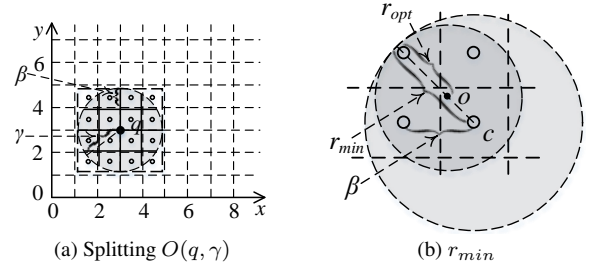 y
6
β
4
q
γ
2
0
0 2 4 6 8 x
(a) Splitting O(q, γ)
r_opt
o
r_min
c
β
(b) r_min